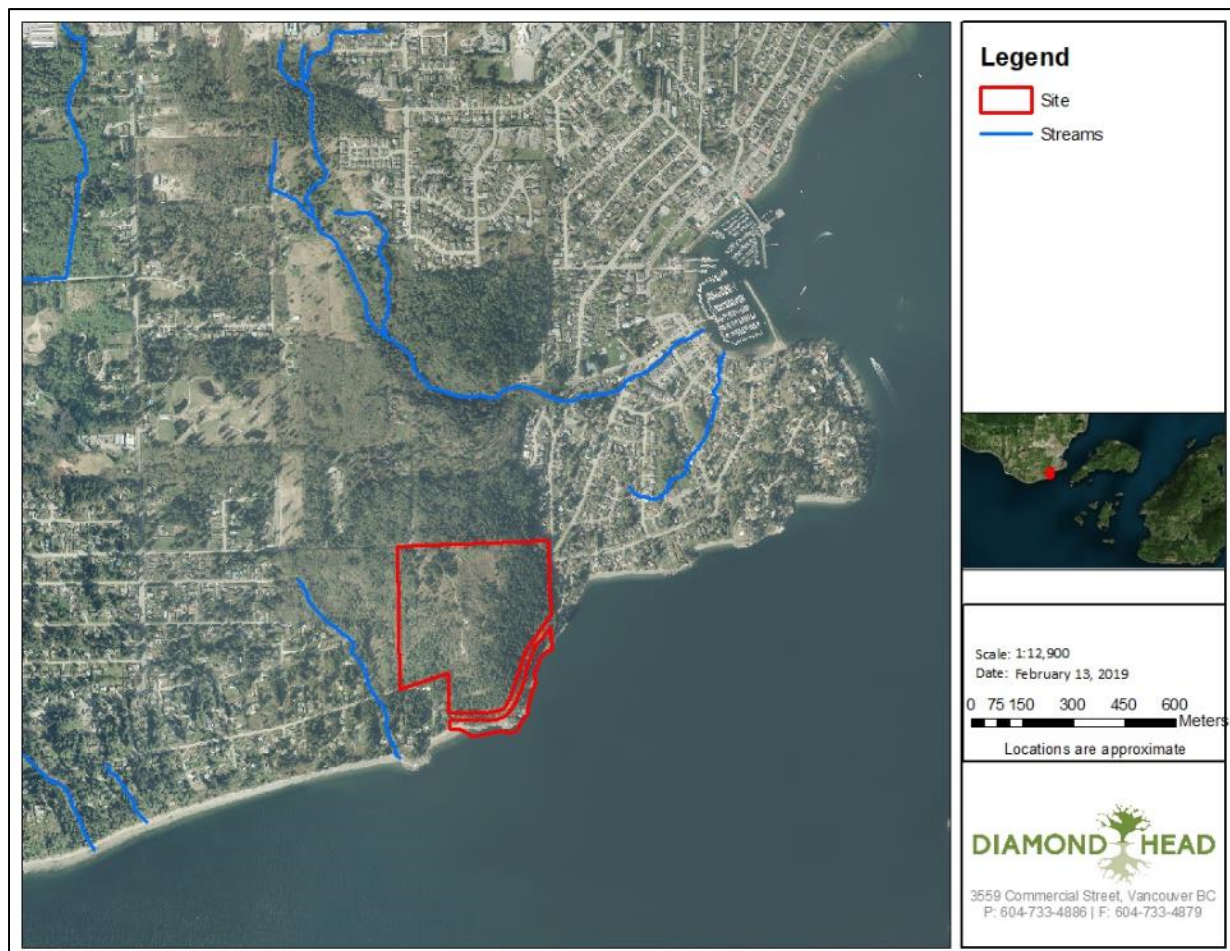 Legend
Site
Streams
Scale: 1:12,900
Date: February 13, 2019
0 75 150 300 450 600
Meters
Locations are approximate
DIAMOND HEAD
3559 Commercial Street, Vancouver BC
P: 604-733-4886 | F: 604-733-4879